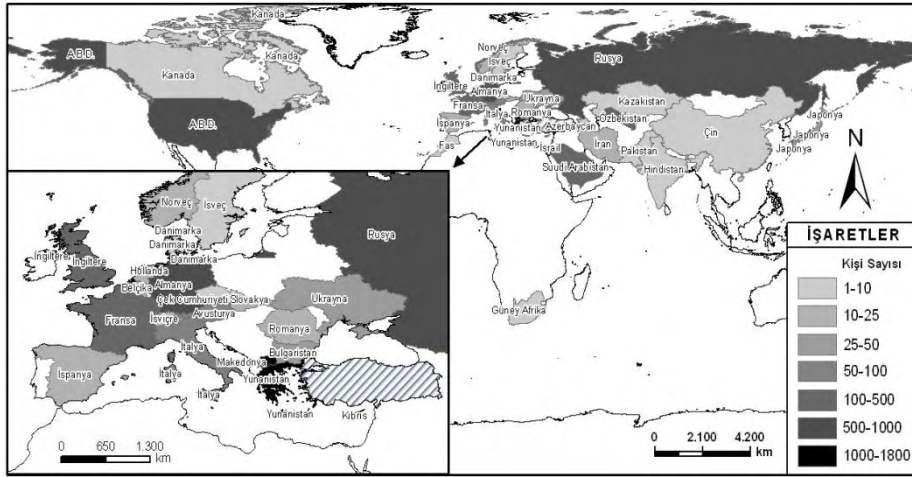 Kanada
A.B.D.
Kanada
Kanada
A.B.D.
Norveç
İsveç
Danimarka
İngiltere
Almanya
Fransa
Ukrayna
Romanya
İtalya
İspanya
Yunanistan
Yunanistan
Fas
Rusya
Kazakistan
Özbekistan
Azerbaycan
İsrail
İran
Pakistan
Suudi Arabistan
Hindistan
Çin
Japonya
Japonya
Japonya
Güney Afrika
N
Norveç
İsveç
Danimarka
Danimarka
Danimarka
Rusya
İngiltere
İngiltere
Hollanda
Belçika
Almanya
Çek Cumhuriyeti
Slovakya
Ukrayna
Avusturya
Fransa
İsviçre
Romanya
İtalya
Bulgaristan
Makedonya
İspanya
İtalya
Yunanistan
İtalya
Yunanistan
Kıbrıs
0 650 1.300
km
0 2.100 4.200
km
İŞARETLER
Kişi Sayısı
1-10
10-25
25-50
50-100
100-500
500-1000
1000-1800